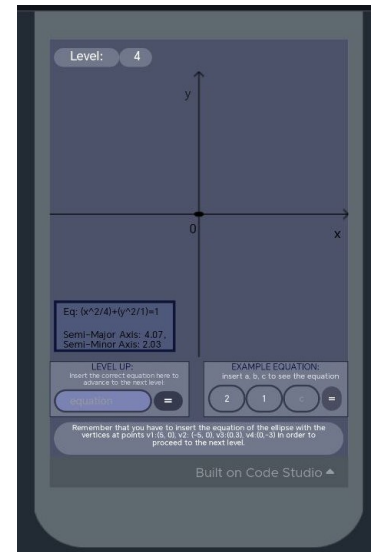 Level: 4
y
0
x
Eq: (x^2/4)+(y^2/1)=1
Semi-Major Axis: 4.07,
Semi-Minor Axis: 2.03
LEVEL UP:
Insert the correct equation here to
advance to the next level
equation =
EXAMPLE EQUATION:
insert a, b, c to see the equation
2 1 c =
Remember that you have to insert the equation of the ellipse with the
vertices at points v1:(5, 0), v2: (-5, 0), v3:(0,3), v4:(0,-3) in order to
proceed to the next level.
Built on Code Studio